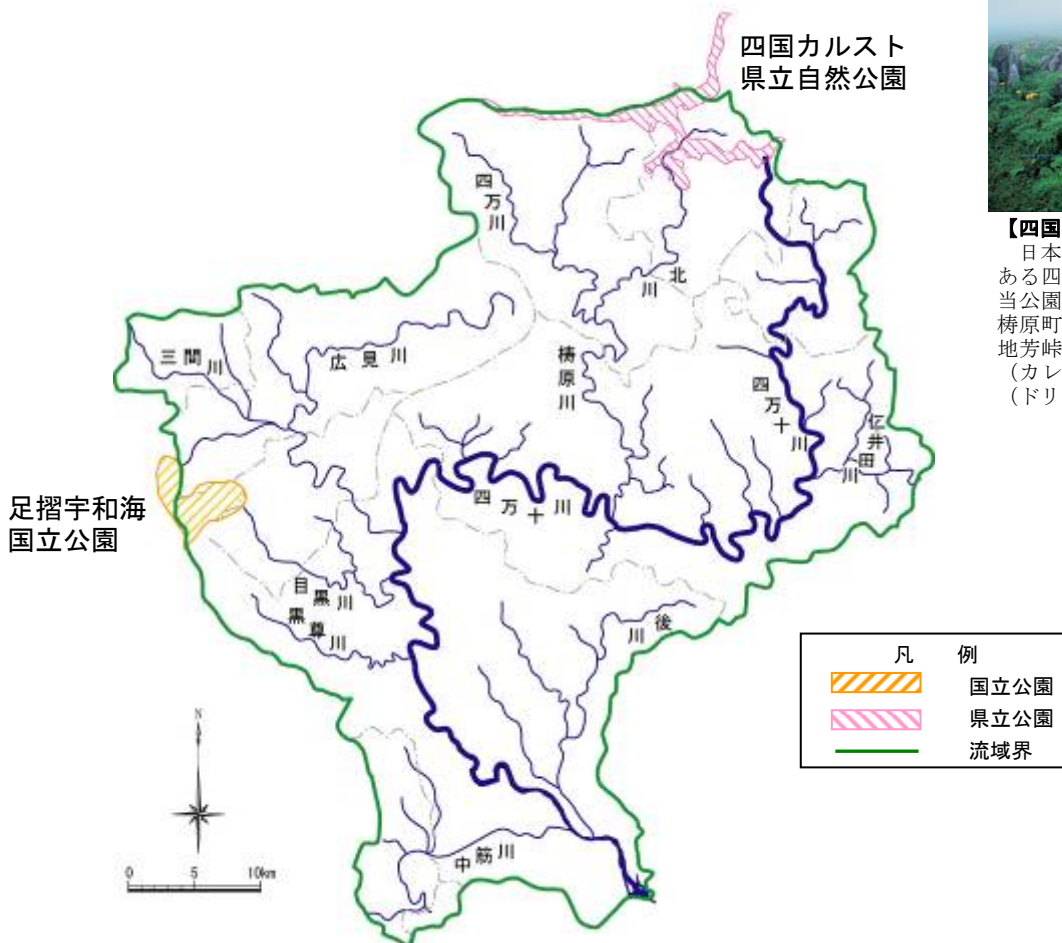 四国カルスト
県立自然公園
四万川
北川
三間川
広見川
梼原川
四万十川
仁井田川
足摺宇和海
国立公園
四万十川
目黒川
黒尊川
後川
中筋川
N
0 5 10km
凡 例
国立公園
県立公園
流域界
【四国
日本
ある四
当公園
梼原町
地芳峠
（カレ
（ドリ